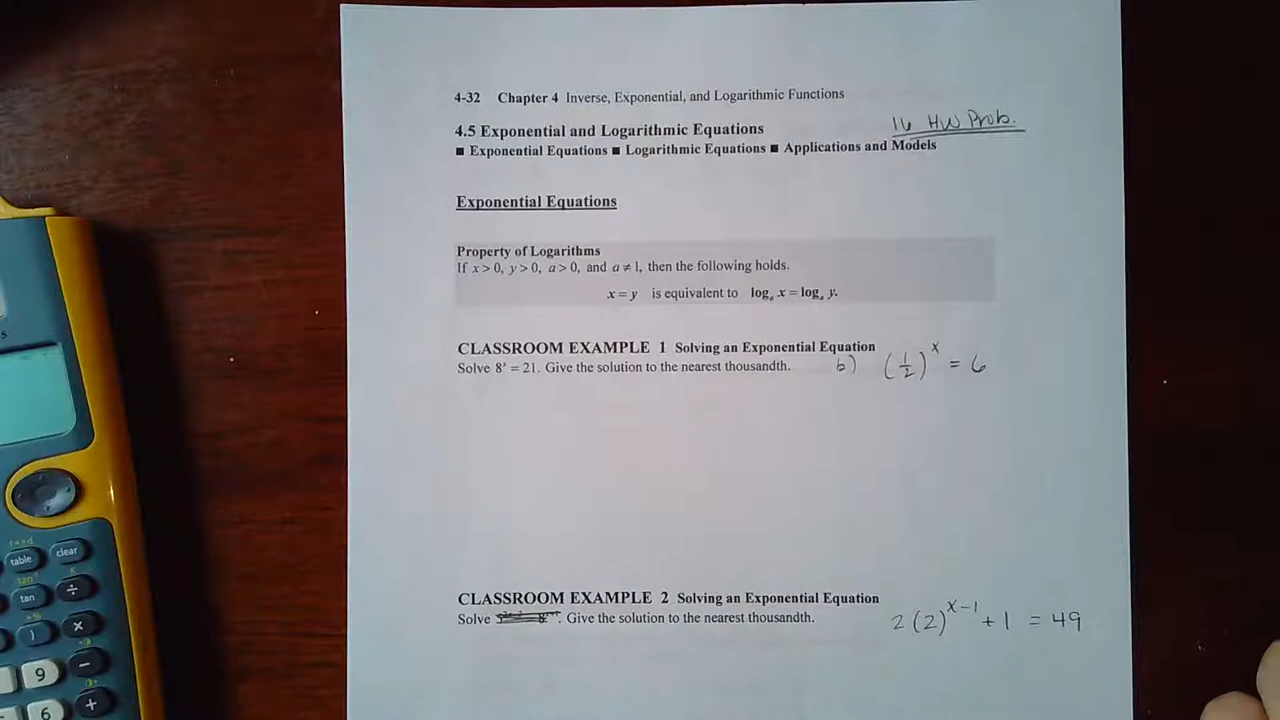 4-32 Chapter 4 Inverse, Exponential, and Logarithmic Functions
4.5 Exponential and Logarithmic Equations
16 HW Prob.
■ Exponential Equations ■ Logarithmic Equations ■ Applications and Models
Exponential Equations
Property of Logarithms
If x > 0, y > 0, a > 0, and a ≠ 1, then the following holds.
x = y is equivalent to logₐ x = logₐ y.
CLASSROOM EXAMPLE 1 Solving an Exponential Equation
Solve 8ˣ = 21. Give the solution to the nearest thousandth.
b) (1/2)^x = 6
CLASSROOM EXAMPLE 2 Solving an Exponential Equation
Solve . Give the solution to the nearest thousandth.
2(2)^(x-1) + 1 = 49
table
clear
tan
÷
)
×
9
−
6
+